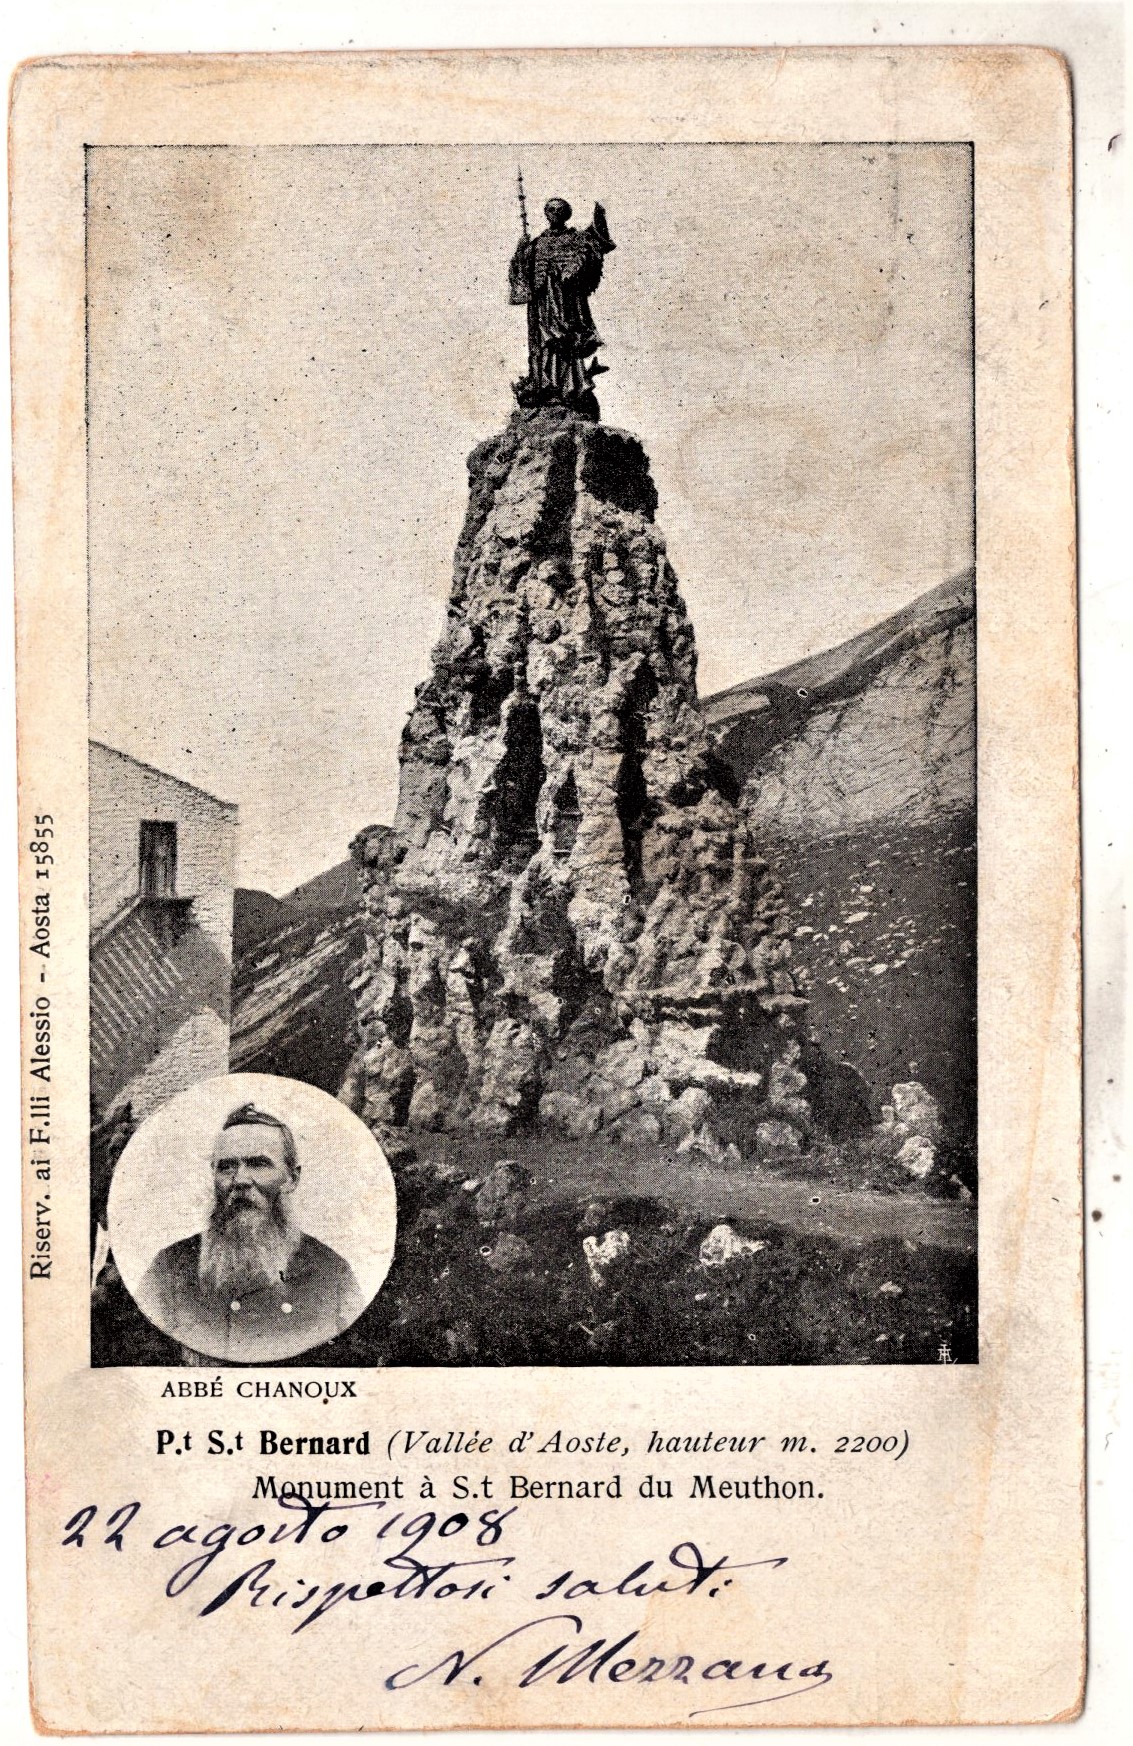 Riserv. ai F.lli Alessio - Aosta 15855
ABBÉ CHANOUX
P.t S.t Bernard (Vallée d'Aoste, hauteur m. 2200)
Monument à S.t Bernard du Meuthon.
22 agosto 1908
Rispettosi saluti
N. Mezzana